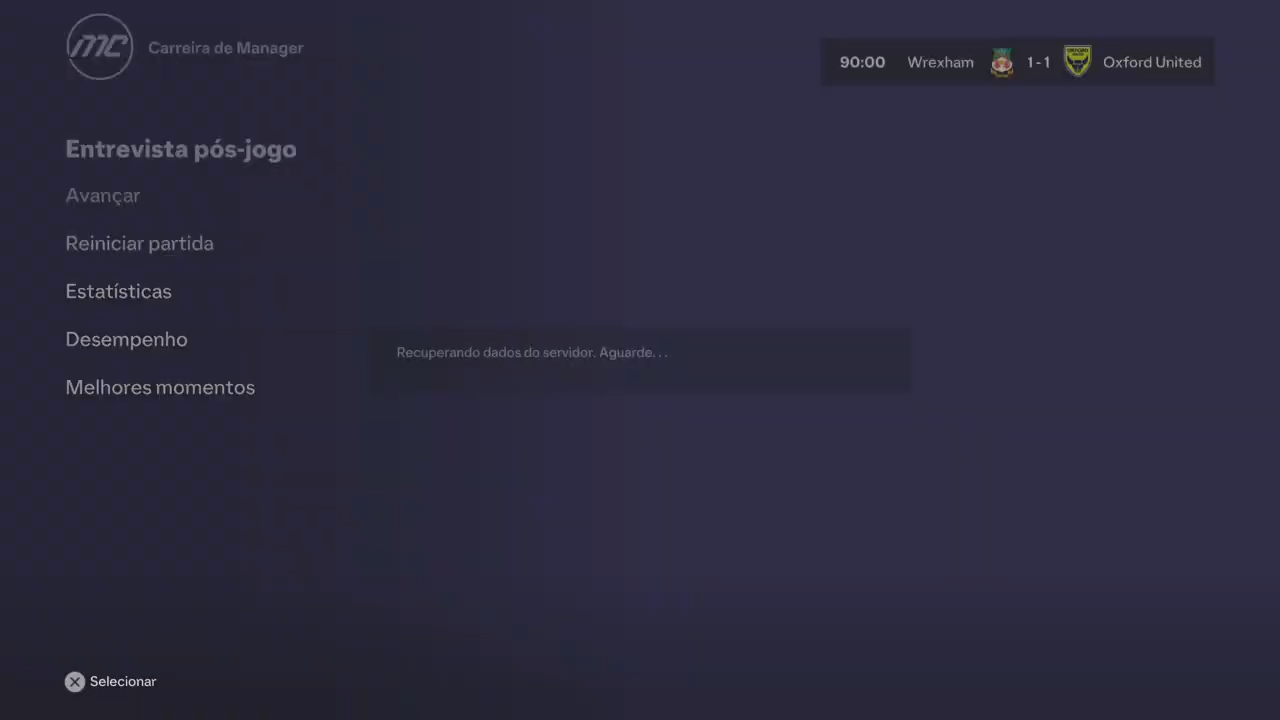 MC Carreira de Manager
90:00 Wrexham 1-1 Oxford United
Entrevista pós-jogo
Avançar
Reiniciar partida
Estatísticas
Desempenho
Recuperando dados do servidor. Aguarde...
Melhores momentos
Selecionar